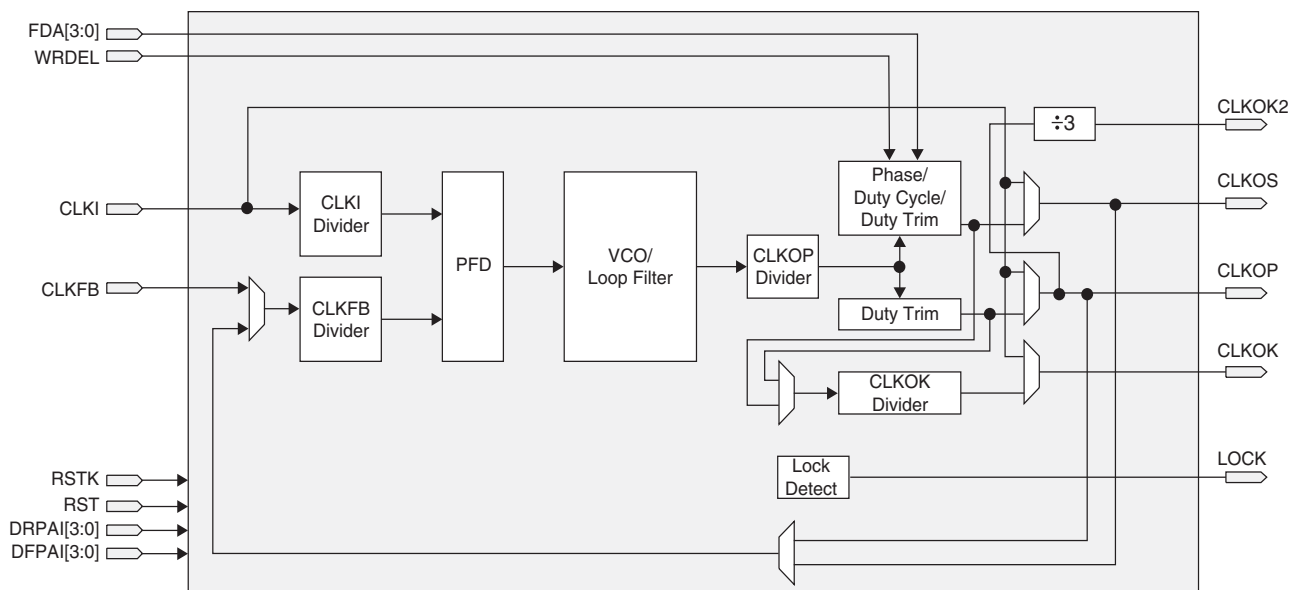 FDA[3:0]
WRDEL
CLKI
CLKFB
RSTK
RST
DRPAI[3:0]
DFPAI[3:0]
CLKI
Divider
CLKFB
Divider
PFD
VCO/
Loop Filter
CLKOP
Divider
Phase/
Duty Cycle/
Duty Trim
Duty Trim
CLKOK
Divider
Lock
Detect
÷3
CLKOK2
CLKOS
CLKOP
CLKOK
LOCK